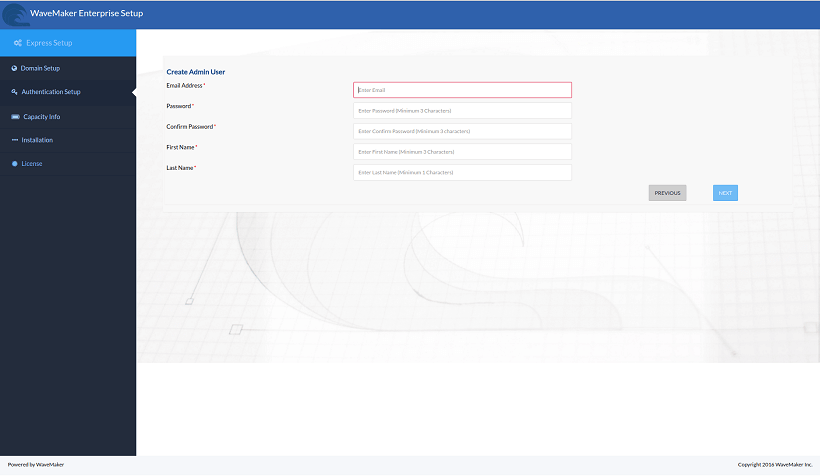 WaveMaker Enterprise Setup
Express Setup
Domain Setup
Authentication Setup
Capacity Info
Installation
License
Create Admin User
Email Address *
Enter Email
Password *
Enter Password (Minimum 3 Characters)
Confirm Password *
Enter Confirm Password (Minimum 3 characters)
First Name *
Enter First Name (Minimum 3 Characters)
Last Name *
Enter Last Name (Minimum 1 Characters)
PREVIOUS NEXT
Powered by WaveMaker Copyright 2016 WaveMaker Inc.